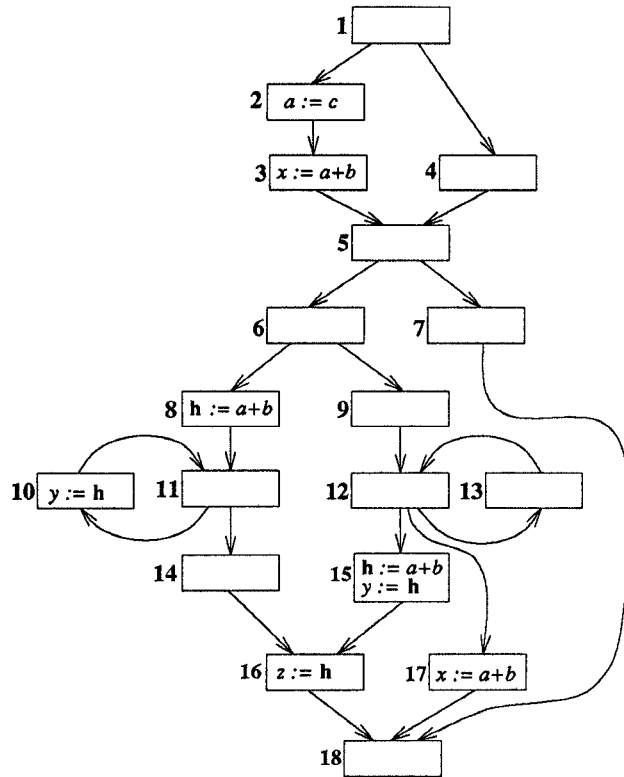 1
2 a := c
3 x := a+b
4
5
6
7
8 h := a+b
9
10 y := h
11
12
13
14
15 h := a+b
y := h
16 z := h
17 x := a+b
18